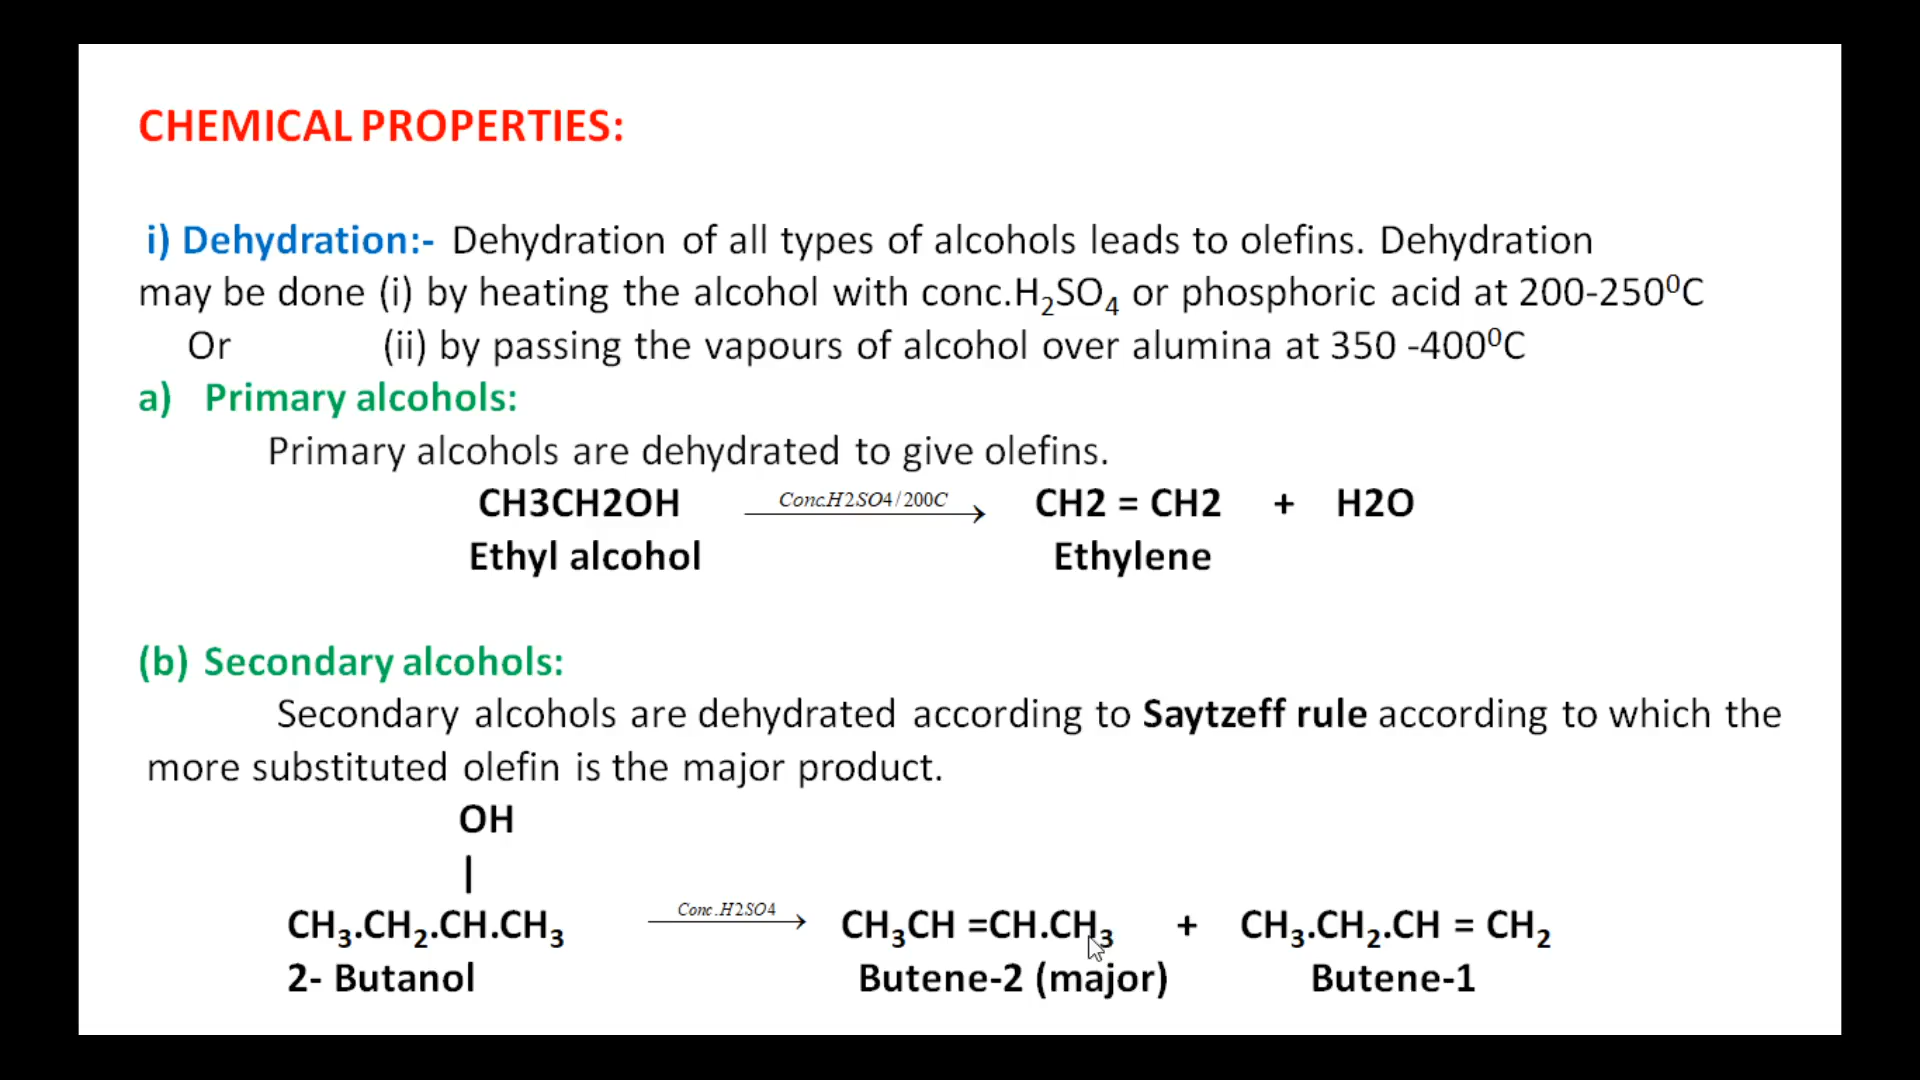 CHEMICAL PROPERTIES:
i) Dehydration:- Dehydration of all types of alcohols leads to olefins. Dehydration
may be done (i) by heating the alcohol with conc.H₂SO₄ or phosphoric acid at 200-250⁰C
Or (ii) by passing the vapours of alcohol over alumina at 350 -400⁰C
a) Primary alcohols:
Primary alcohols are dehydrated to give olefins.
CH3CH2OH Conc.H2SO4/200C → CH2 = CH2 + H2O
Ethyl alcohol Ethylene
(b) Secondary alcohols:
Secondary alcohols are dehydrated according to Saytzeff rule according to which the
more substituted olefin is the major product.
OH
|
CH₃.CH₂.CH.CH₃ Conc.H2SO4 → CH₃CH =CH.CH₃ + CH₃.CH₂.CH = CH₂
2- Butanol Butene-2 (major) Butene-1